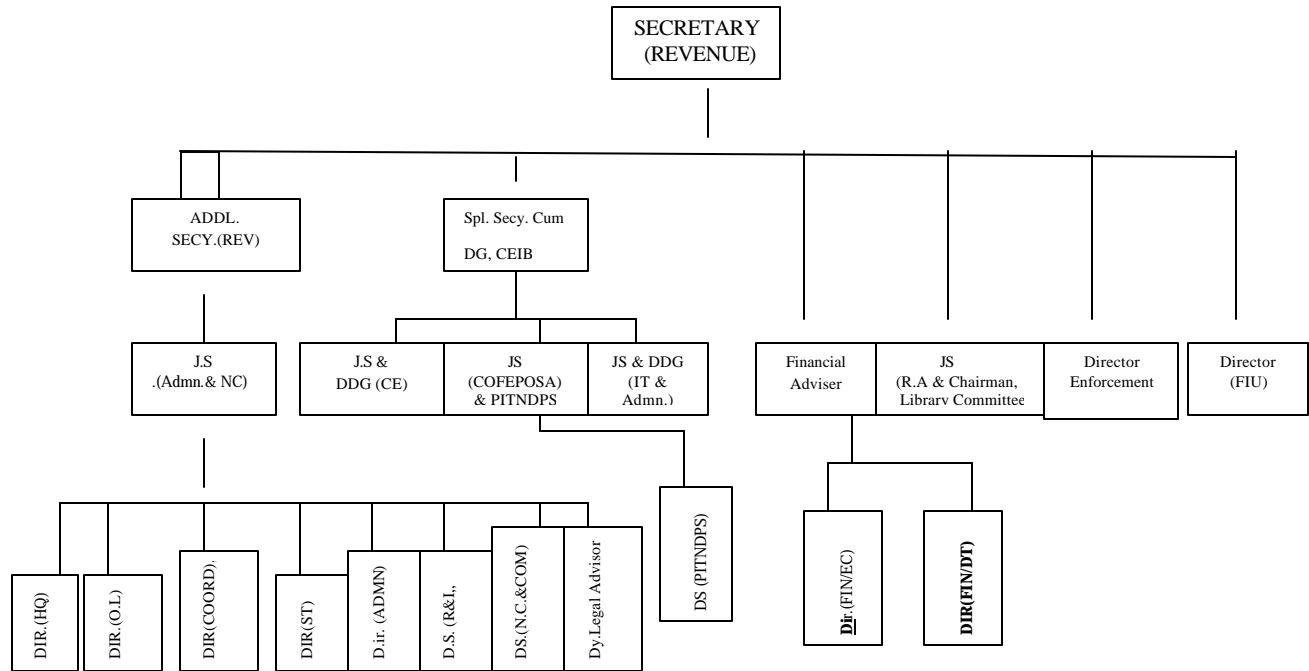 SECRETARY
(REVENUE)
ADDL.
SECY.(REV)
Spl. Secy. Cum
DG, CEIB
J.S
.(Admn.& NC)
J.S &
DDG (CE)
JS
(COFEPOSA)
& PITNDPS
JS & DDG
(IT &
Admn.)
Financial
Adviser
JS
(R.A & Chairman,
Library Committee
Director
Enforcement
Director
(FIU)
DIR.(HQ)
DIR.(O.L)
DIR(COORD),
DIR(ST)
D.ir. (ADMN)
D.S. (R&I,,
DS.(N.C.&COM)
Dy.Legal Advisor
DS (PITNDPS)
Dir.(FIN/EC)
DIR(FIN/DT)